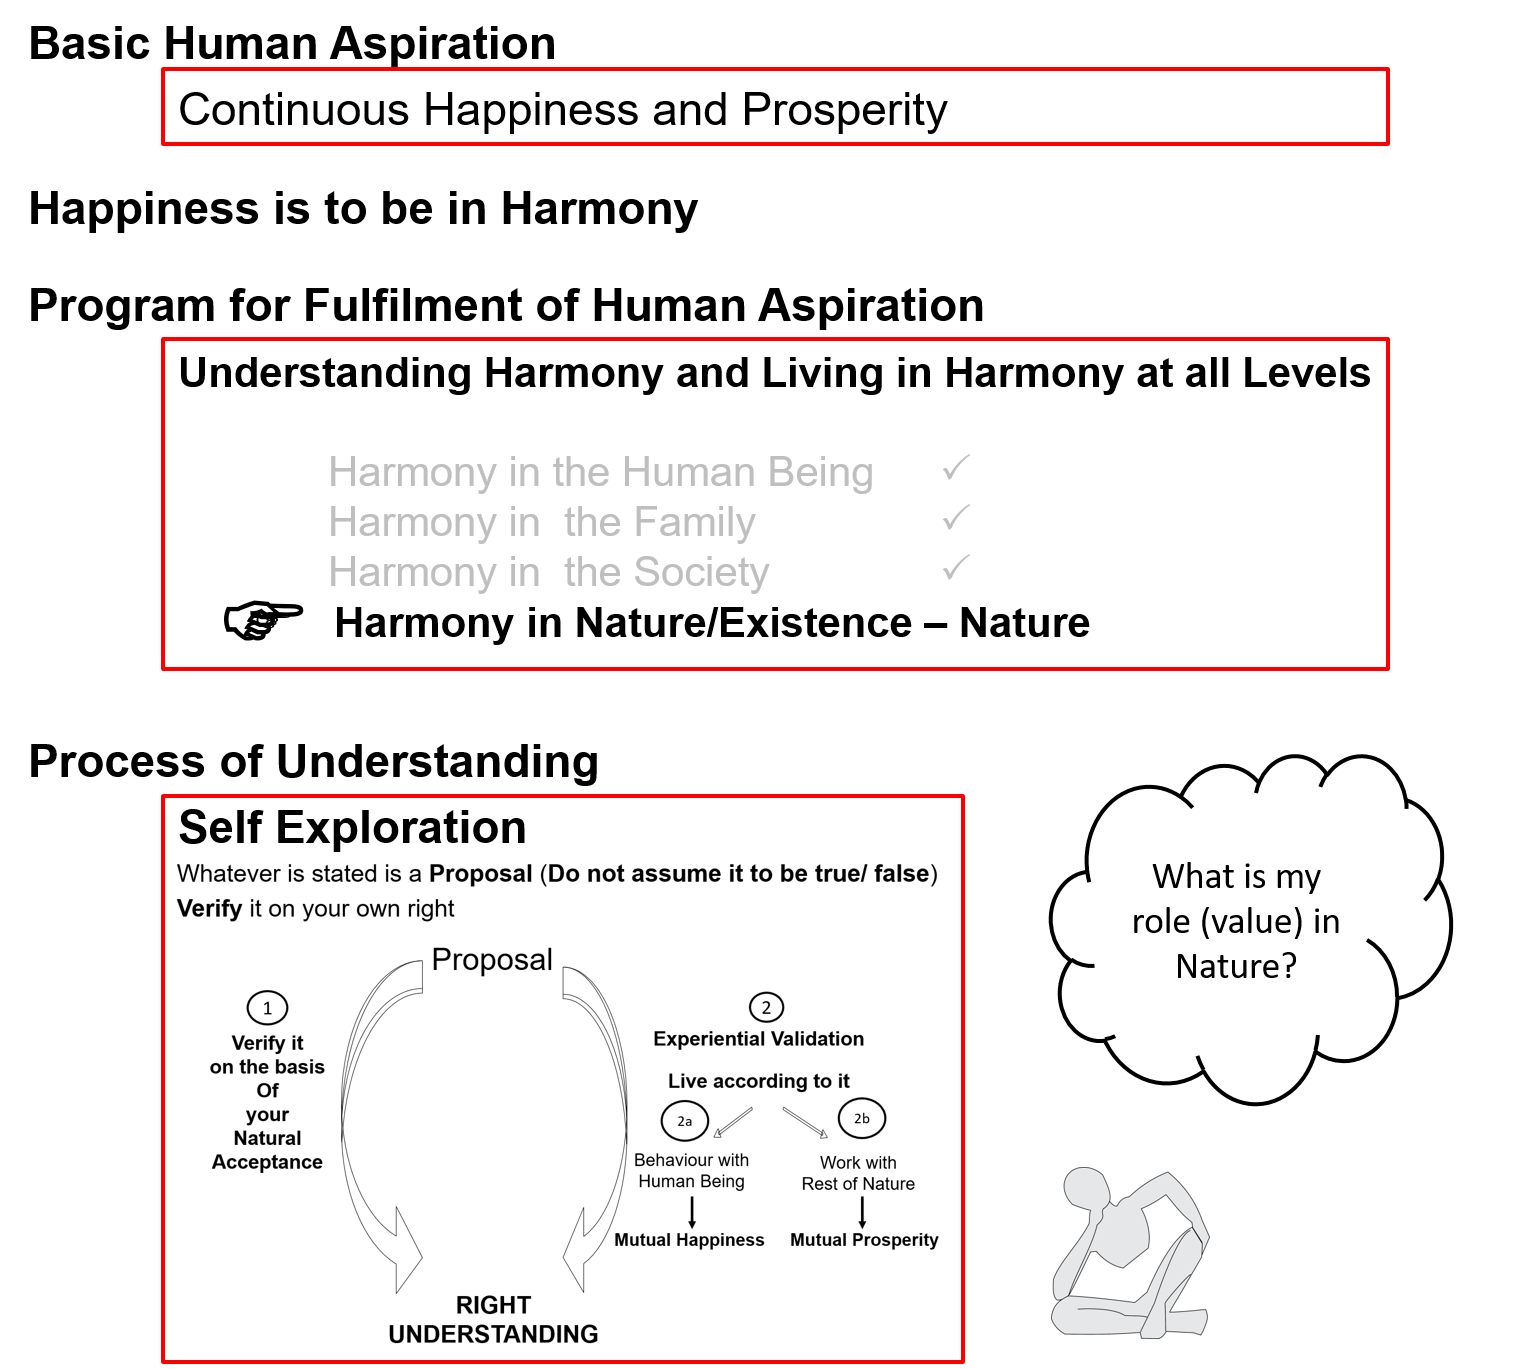 Basic Human Aspiration
Continuous Happiness and Prosperity
Happiness is to be in Harmony
Program for Fulfilment of Human Aspiration
Understanding Harmony and Living in Harmony at all Levels
Harmony in the Human Being ✓
Harmony in  the Family ✓
Harmony in  the Society ✓
Harmony in Nature/Existence – Nature
Process of Understanding
Self Exploration
Whatever is stated is a Proposal (Do not assume it to be true/ false)
Verify it on your own right
Proposal
1
Verify it
on the basis
Of
your
Natural
Acceptance
2
Experiential Validation
Live according to it
2a
Behaviour with
Human Being
Mutual Happiness
2b
Work with
Rest of Nature
Mutual Prosperity
RIGHT
UNDERSTANDING
What is my
role (value) in
Nature?